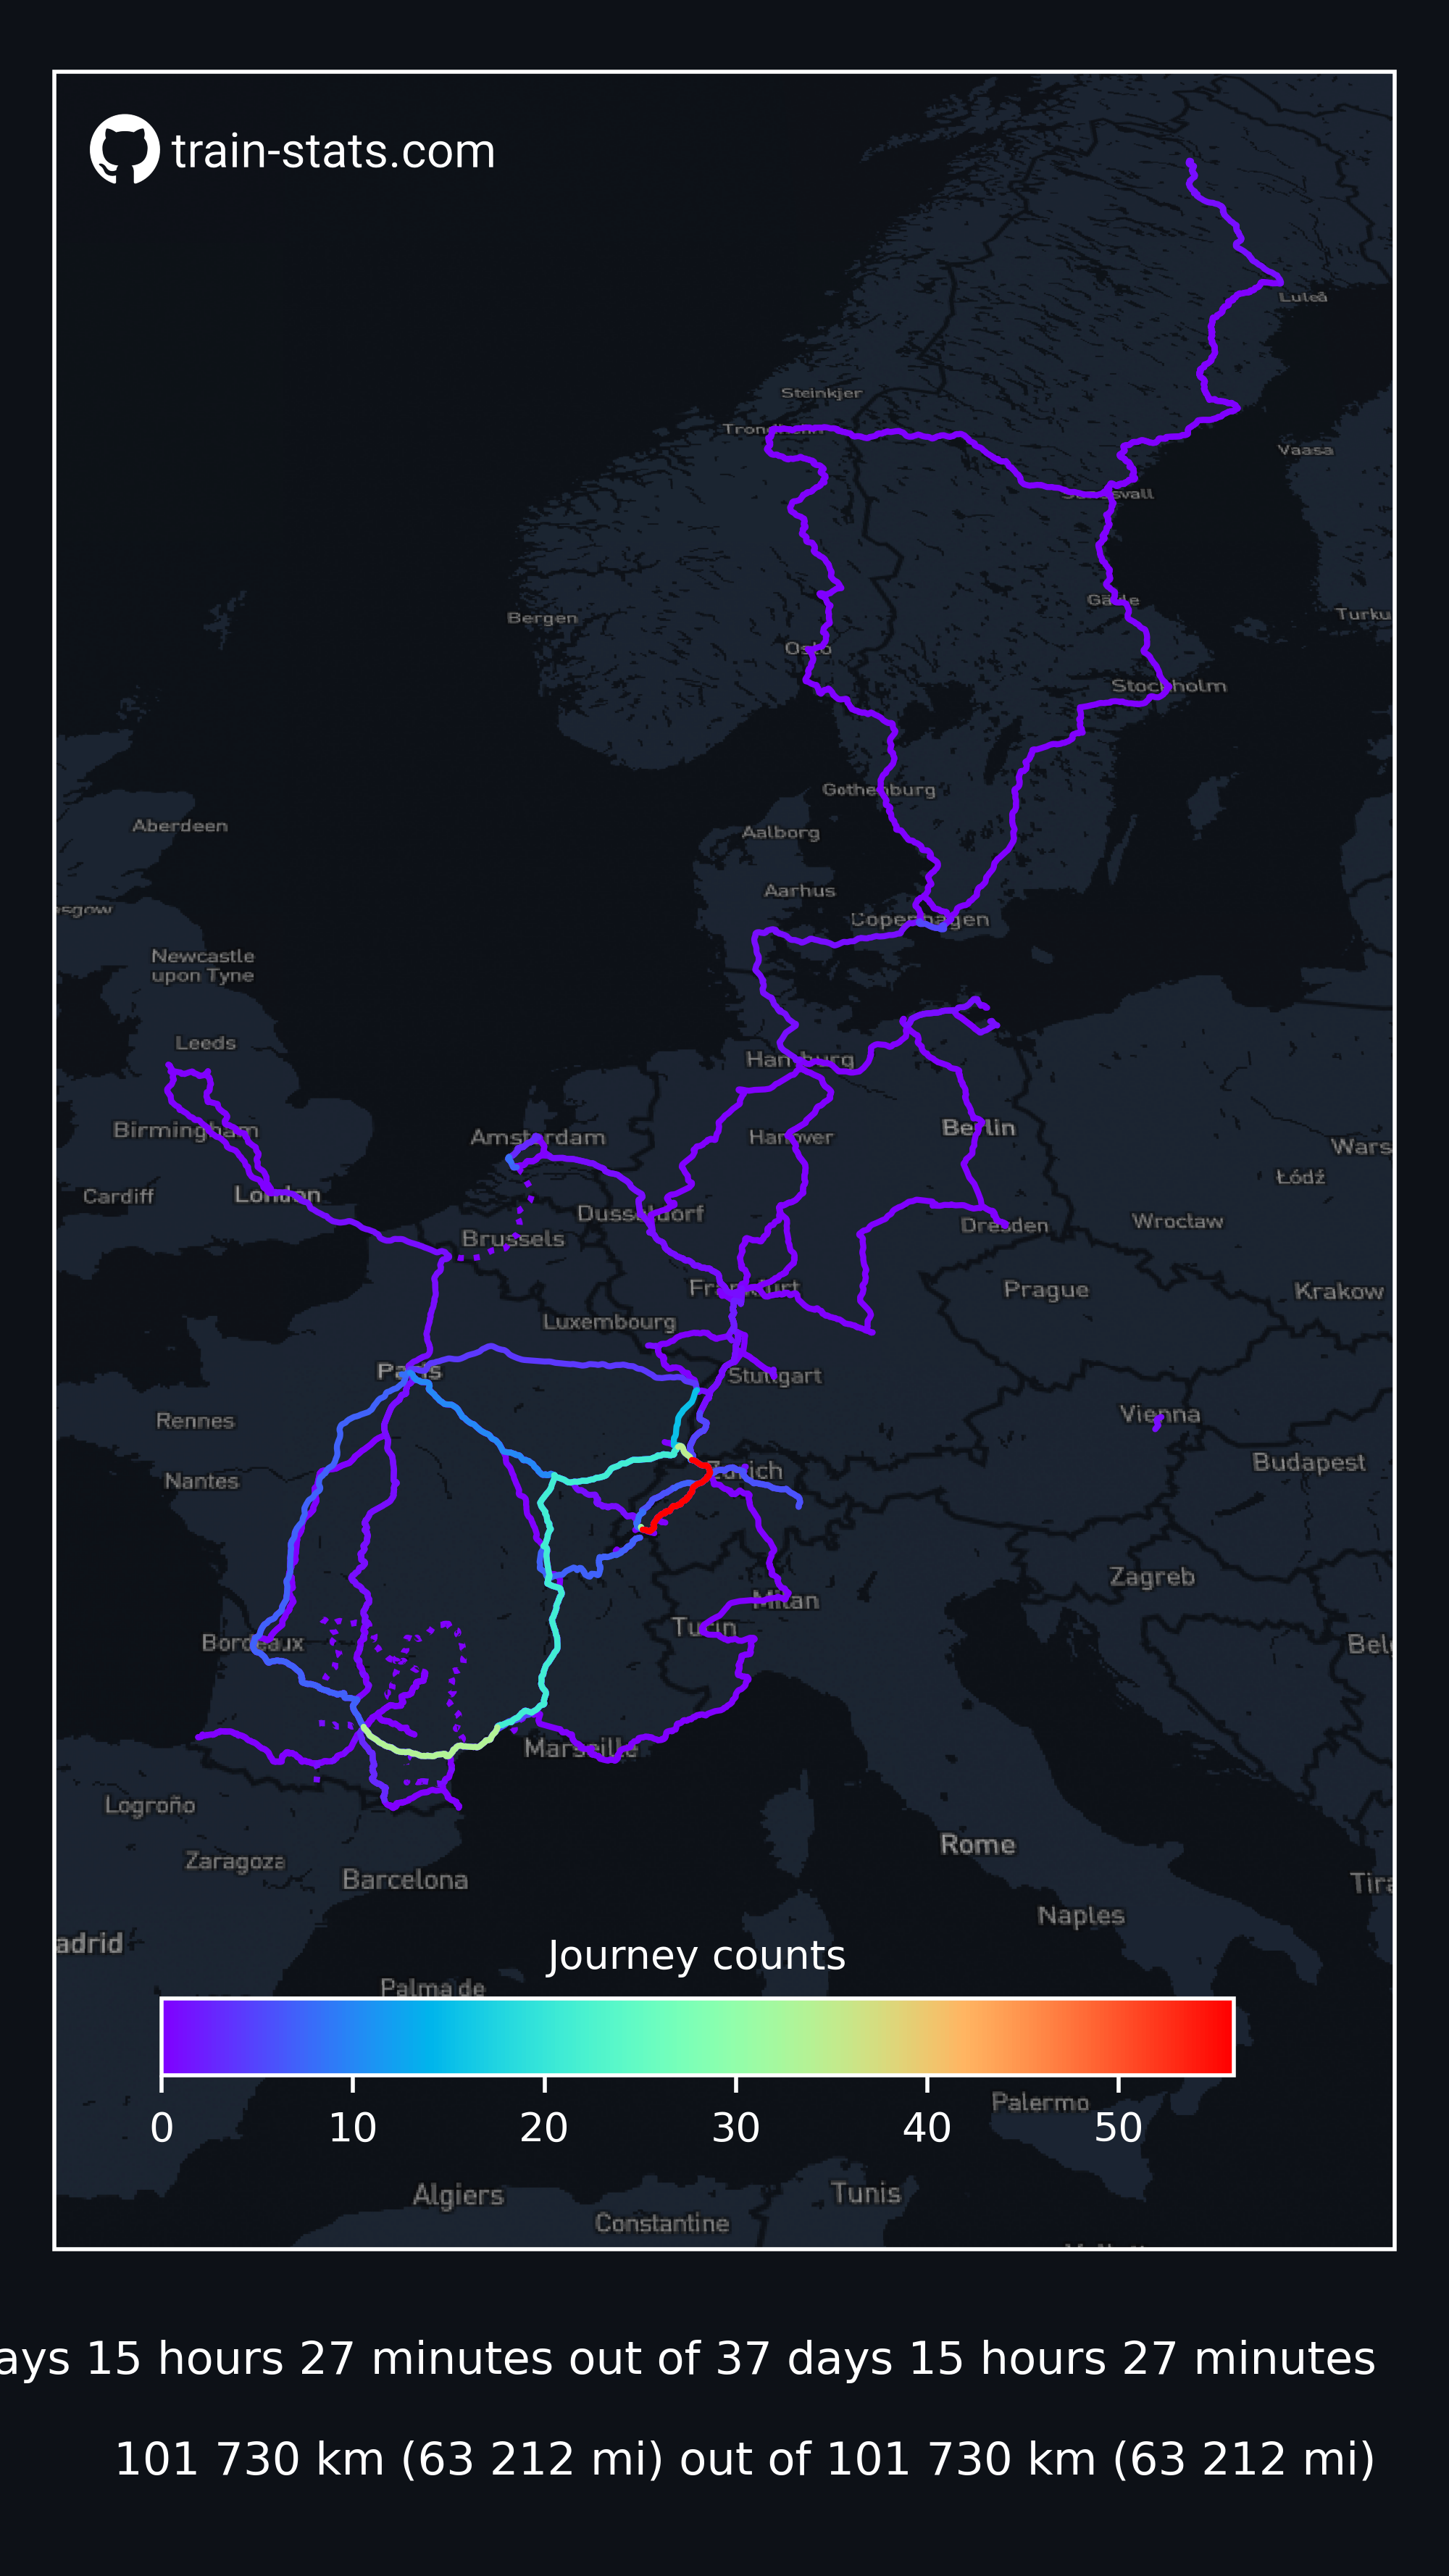 train-stats.com
Luleå
Steinkjer
Trondheim
Vaasa
Sundsvall
Gävle
Bergen
Turku
Oslo
Stockholm
Gothenburg
Aberdeen
Aalborg
Aarhus
asgow
Copenhagen
Newcastle
upon Tyne
Leeds
Hamburg
Birmingham
Amsterdam
Hanover
Berlin
Wars
Łódź
Cardiff
London
Dusseldorf
Dresden
Wrocław
Brussels
Frankfurt
Prague
Krakow
Luxembourg
Paris
Stuttgart
Rennes
Vienna
Budapest
Nantes
Zurich
Zagreb
Milan
Turin
Bordeaux
Bel
Marseille
Logroño
Rome
Zaragoza
Barcelona
Tira
Naples
adrid
Journey counts
Palma de
Palermo
0 10 20 30 40 50
Algiers
Tunis
Constantine
ays 15 hours 27 minutes out of 37 days 15 hours 27 minutes
101 730 km (63 212 mi) out of 101 730 km (63 212 mi)